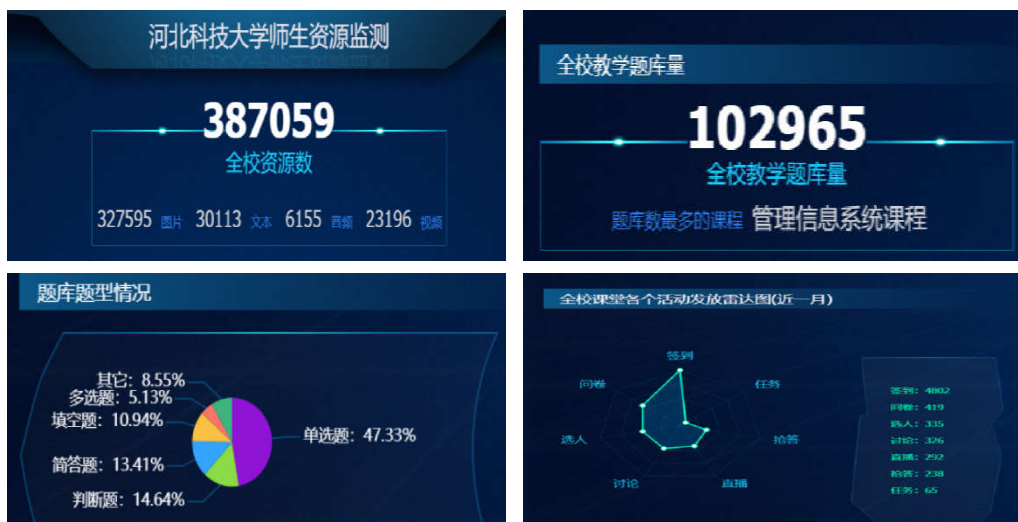 河北科技大学师生资源监测
387059
全校资源数
327595 图片 30113 文本 6155 音频 23196 视频
全校教学题库量
102965
全校教学题库量
题库数最多的课程 管理信息系统课程
题库题型情况
其它: 8.55%
多选题: 5.13%
填空题: 10.94%
单选题: 47.33%
简答题: 13.41%
判断题: 14.64%
全校课堂各个活动发放雷达图(近一月)
签到
问卷
任务
选人
抢答
讨论
直播
签到: 4802
问卷: 419
选人: 335
讨论: 326
直播: 292
抢答: 238
任务: 65